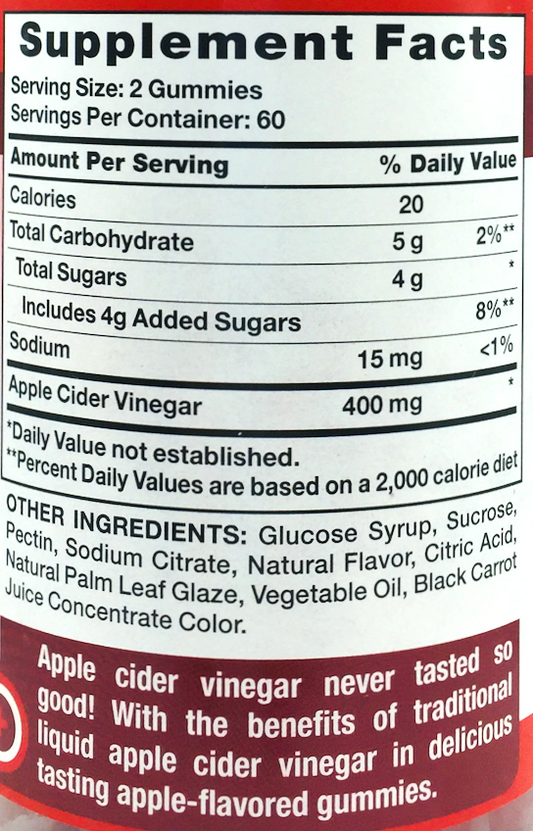 Supplement Facts
Serving Size: 2 Gummies
Servings Per Container: 60
Amount Per Serving % Daily Value
Calories 20
Total Carbohydrate 5 g 2%**
Total Sugars 4 g *
Includes 4g Added Sugars 8%**
Sodium 15 mg <1%
Apple Cider Vinegar 400 mg *
*Daily Value not established.
**Percent Daily Values are based on a 2,000 calorie diet
OTHER INGREDIENTS: Glucose Syrup, Sucrose,
Pectin, Sodium Citrate, Natural Flavor, Citric Acid,
Natural Palm Leaf Glaze, Vegetable Oil, Black Carrot
Juice Concentrate Color.
Apple cider vinegar never tasted so
good! With the benefits of traditional
liquid apple cider vinegar in delicious
tasting apple-flavored gummies.